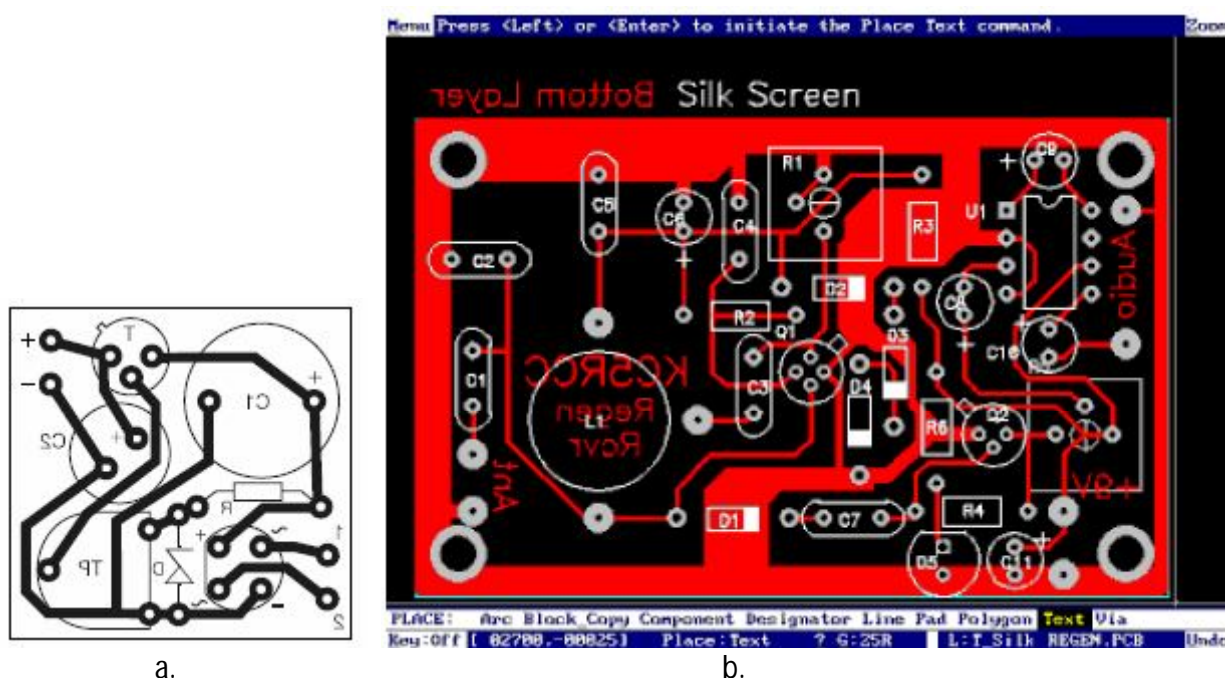 Menu Press <Left> or <Enter> to initiate the Place Text command. Zoom
Bottom Layer Silk Screen
C9
R1
C5
C6
C4
R3
U1
C2
Audio
D2
C8
R2
Q1
D3
C10
KC5RCC
C1
C3
D4
Regen
L1
R6
Q2
Rcvr
Ant
+9V
D1
C7
R4
D5
C11
PLACE: Arc Block_Copy Component Designator Line Pad Polygon Text Via
Key:Off [ 02700,-00025] Place:Text ? G:25R L:T_Silk REGEN.PCB Undo
+ T
- C1 +
C2 +
R
+ ~ 1
TP D
~ - 2
a. b.